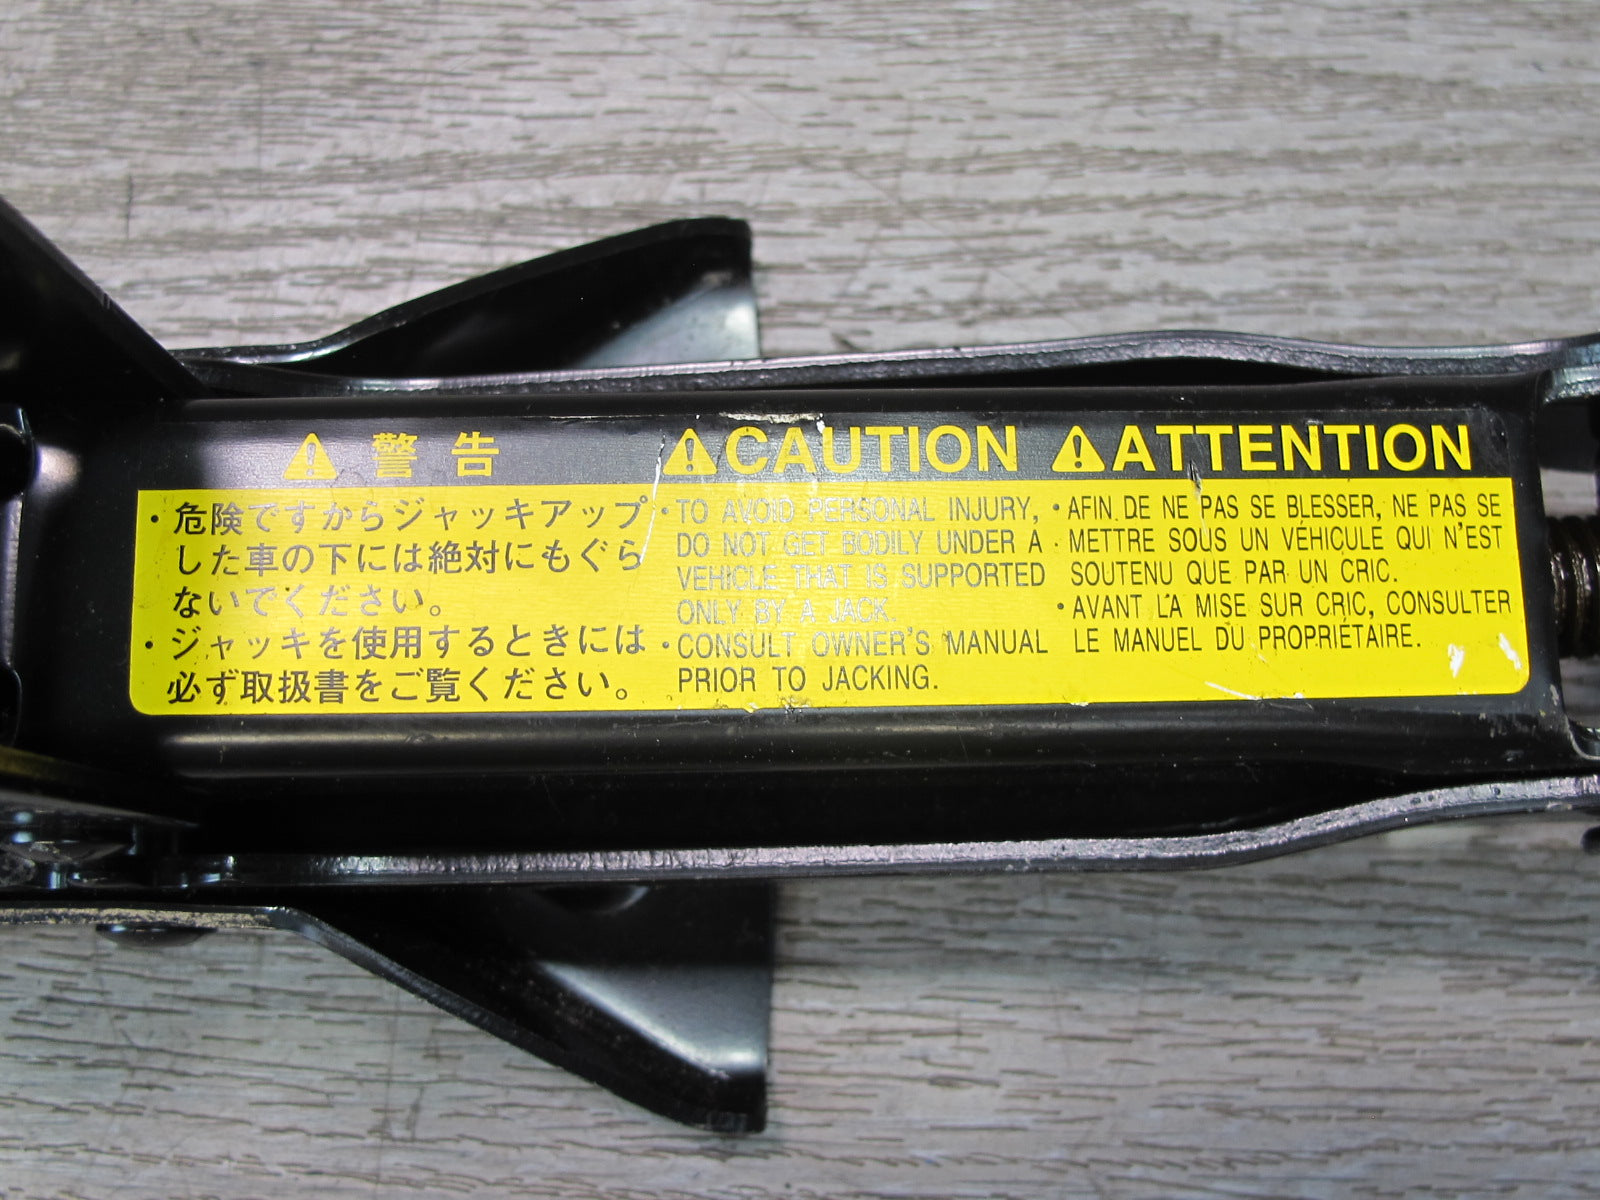 ⚠ 警告
・危険ですからジャッキアップ
した車の下には絶対にもぐら
ないでください。
・ジャッキを使用するときには
必ず取扱書をご覧ください。
⚠CAUTION
・TO AVOID PERSONAL INJURY,
DO NOT GET BODILY UNDER A
VEHICLE THAT IS SUPPORTED
ONLY BY A JACK.
・CONSULT OWNER'S MANUAL
PRIOR TO JACKING.
⚠ATTENTION
・AFIN DE NE PAS SE BLESSER, NE PAS SE
METTRE SOUS UN VÉHICULE QUI N'EST
SOUTENU QUE PAR UN CRIC.
・AVANT LA MISE SUR CRIC, CONSULTER
LE MANUEL DU PROPRIÉTAIRE.